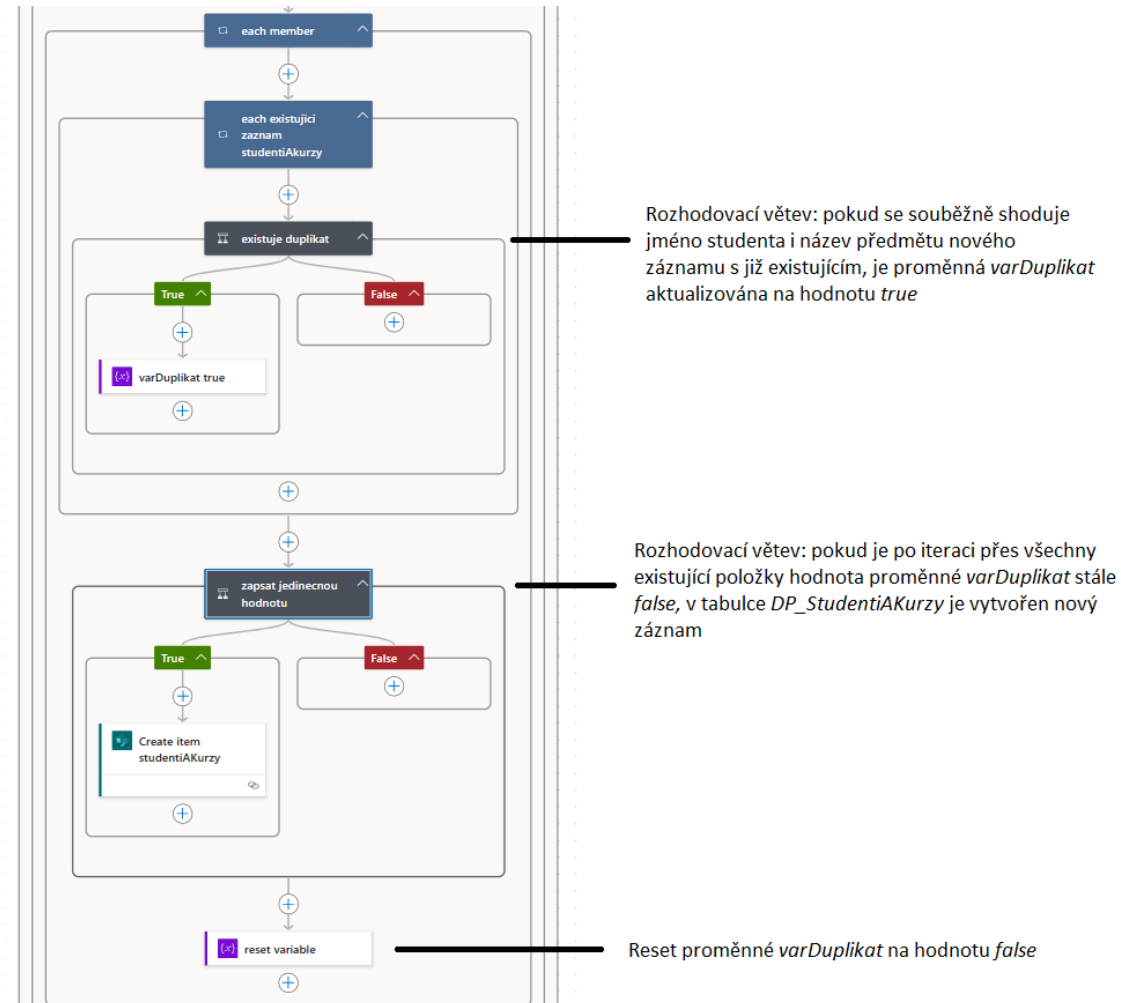 each member
each existujici
zaznam
studentiAkurzy
existuje duplikat
True
False
varDuplikat true
Rozhodovací větev: pokud se souběžně shoduje
jméno studenta i název předmětu nového
záznamu s již existujícím, je proměnná varDuplikat
aktualizována na hodnotu true
zapsat jedinecnou
hodnotu
True
False
Create item
studentiAKurzy
Rozhodovací větev: pokud je po iteraci přes všechny
existující položky hodnota proměnné varDuplikat stále
false, v tabulce DP_StudentiAKurzy je vytvořen nový
záznam
reset variable
Reset proměnné varDuplikat na hodnotu false